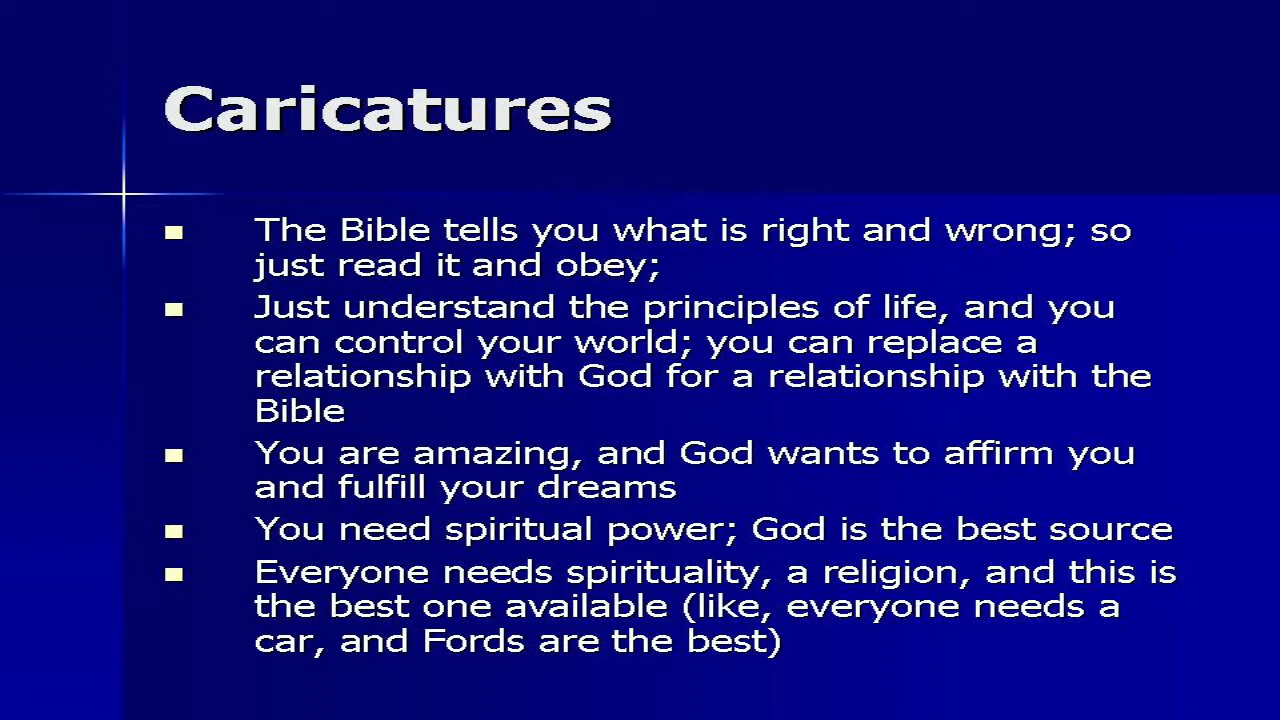 Caricatures
The Bible tells you what is right and wrong; so
just read it and obey;
Just understand the principles of life, and you
can control your world; you can replace a
relationship with God for a relationship with the
Bible
You are amazing, and God wants to affirm you
and fulfill your dreams
You need spiritual power; God is the best source
Everyone needs spirituality, a religion, and this is
the best one available (like, everyone needs a
car, and Fords are the best)